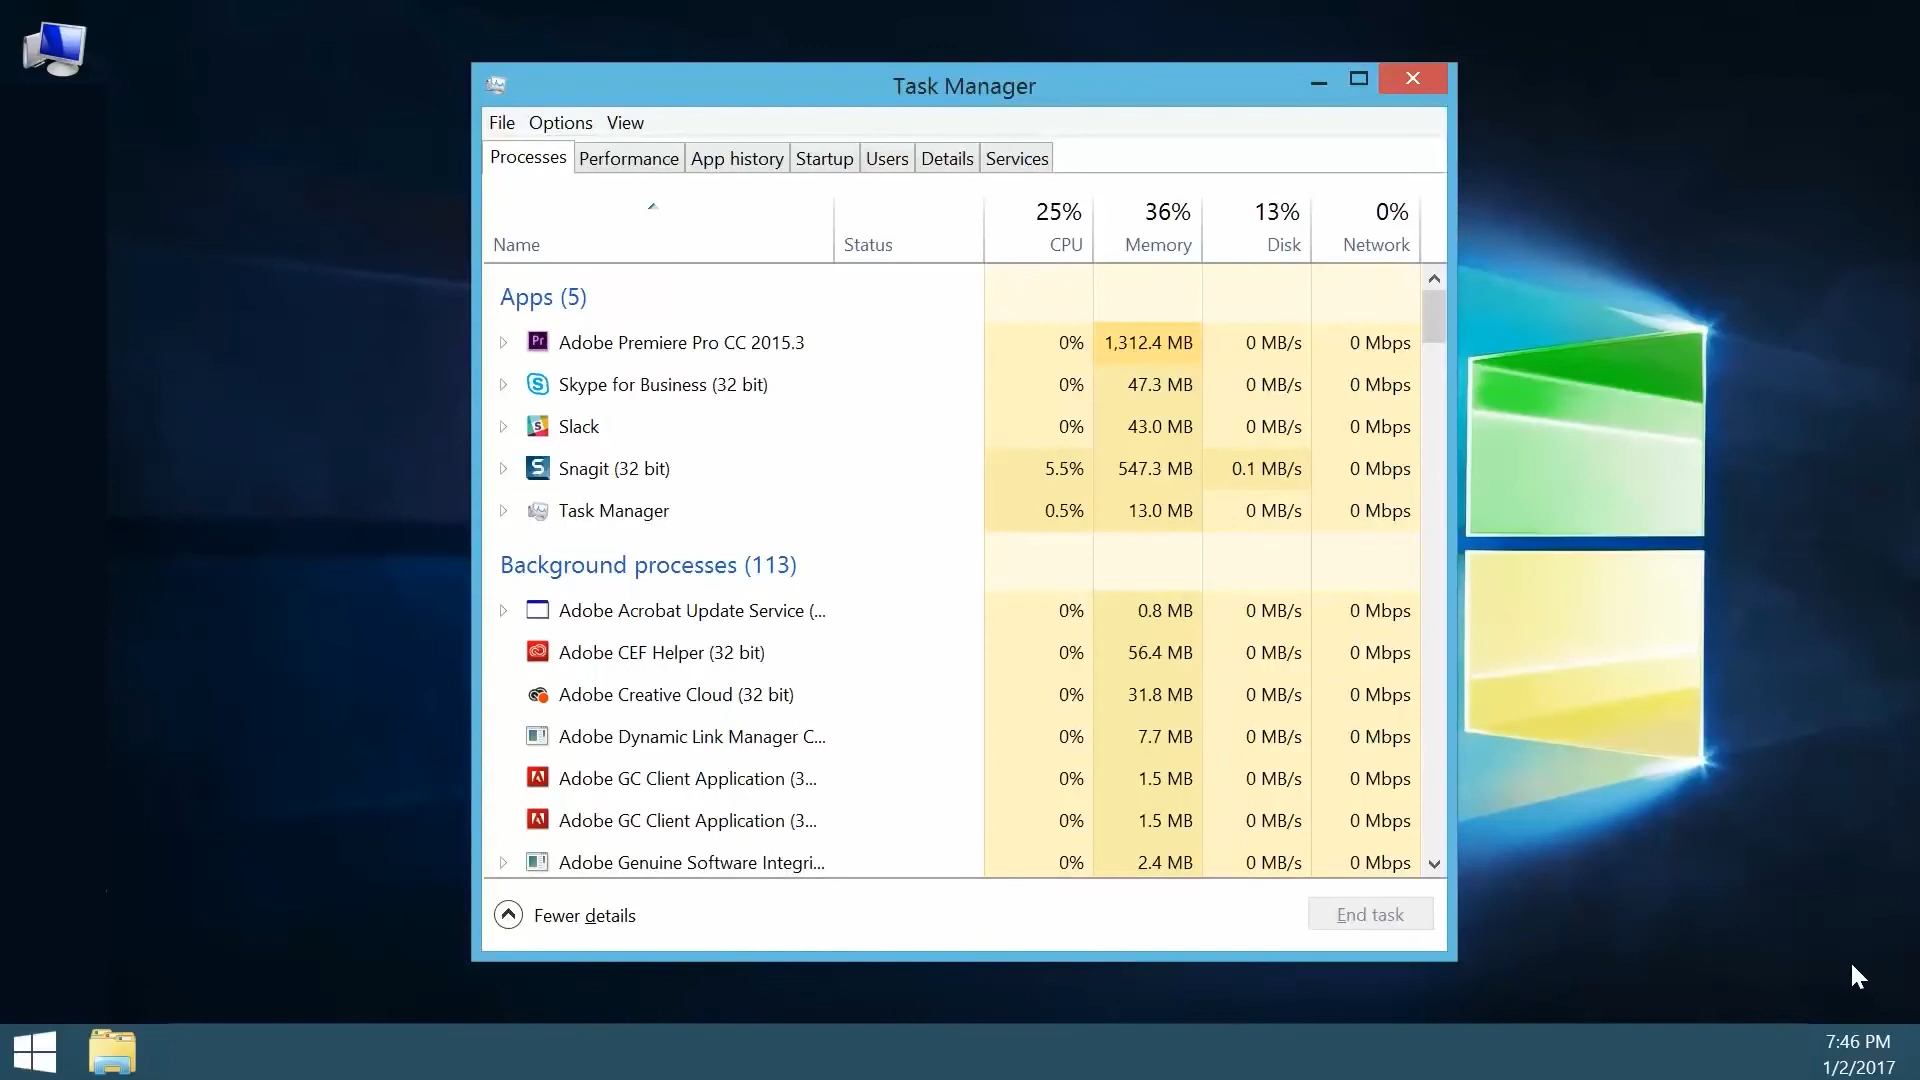 Task Manager
File Options View
Processes Performance App history Startup Users Details Services
25% 36% 13% 0%
Name Status CPU Memory Disk Network
Apps (5)
Adobe Premiere Pro CC 2015.3 0% 1,312.4 MB 0 MB/s 0 Mbps
Skype for Business (32 bit) 0% 47.3 MB 0 MB/s 0 Mbps
Slack 0% 43.0 MB 0 MB/s 0 Mbps
Snagit (32 bit) 5.5% 547.3 MB 0.1 MB/s 0 Mbps
Task Manager 0.5% 13.0 MB 0 MB/s 0 Mbps
Background processes (113)
Adobe Acrobat Update Service (... 0% 0.8 MB 0 MB/s 0 Mbps
Adobe CEF Helper (32 bit) 0% 56.4 MB 0 MB/s 0 Mbps
Adobe Creative Cloud (32 bit) 0% 31.8 MB 0 MB/s 0 Mbps
Adobe Dynamic Link Manager C... 0% 7.7 MB 0 MB/s 0 Mbps
Adobe GC Client Application (3... 0% 1.5 MB 0 MB/s 0 Mbps
Adobe GC Client Application (3... 0% 1.5 MB 0 MB/s 0 Mbps
Adobe Genuine Software Integri... 0% 2.4 MB 0 MB/s 0 Mbps
Fewer details End task
7:46 PM
1/2/2017